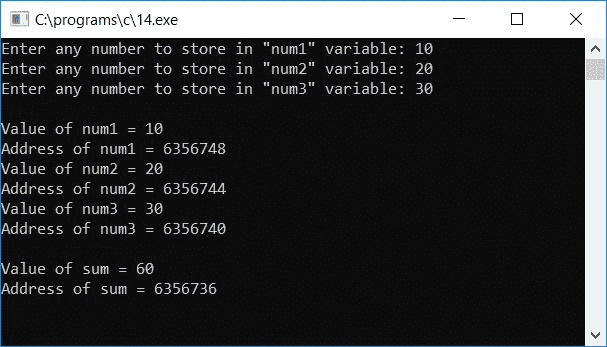 C:\programs\c\14.exe
Enter any number to store in "num1" variable: 10
Enter any number to store in "num2" variable: 20
Enter any number to store in "num3" variable: 30
Value of num1 = 10
Address of num1 = 6356748
Value of num2 = 20
Address of num2 = 6356744
Value of num3 = 30
Address of num3 = 6356740
Value of sum = 60
Address of sum = 6356736